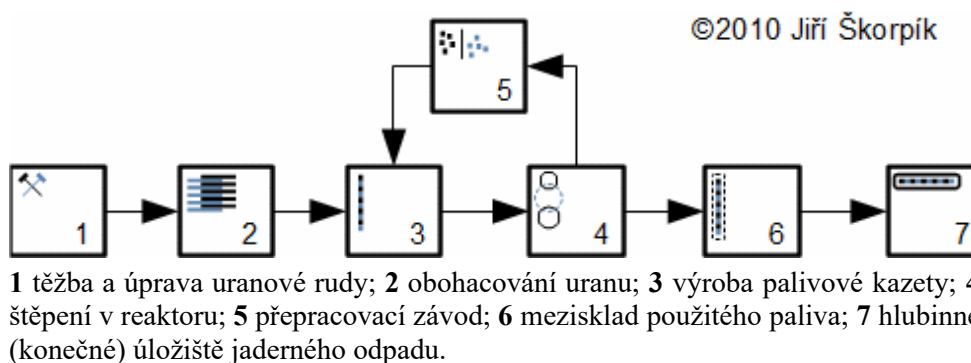 ©2010 Jiří Škorpík
5
1
2
3
4
6
7
1 těžba a úprava uranové rudy; 2 obohacování uranu; 3 výroba palivové kazety; 4
štěpení v reaktoru; 5 přepracovací závod; 6 mezisklad použitého paliva; 7 hlubinné
(konečné) úložiště jaderného odpadu.